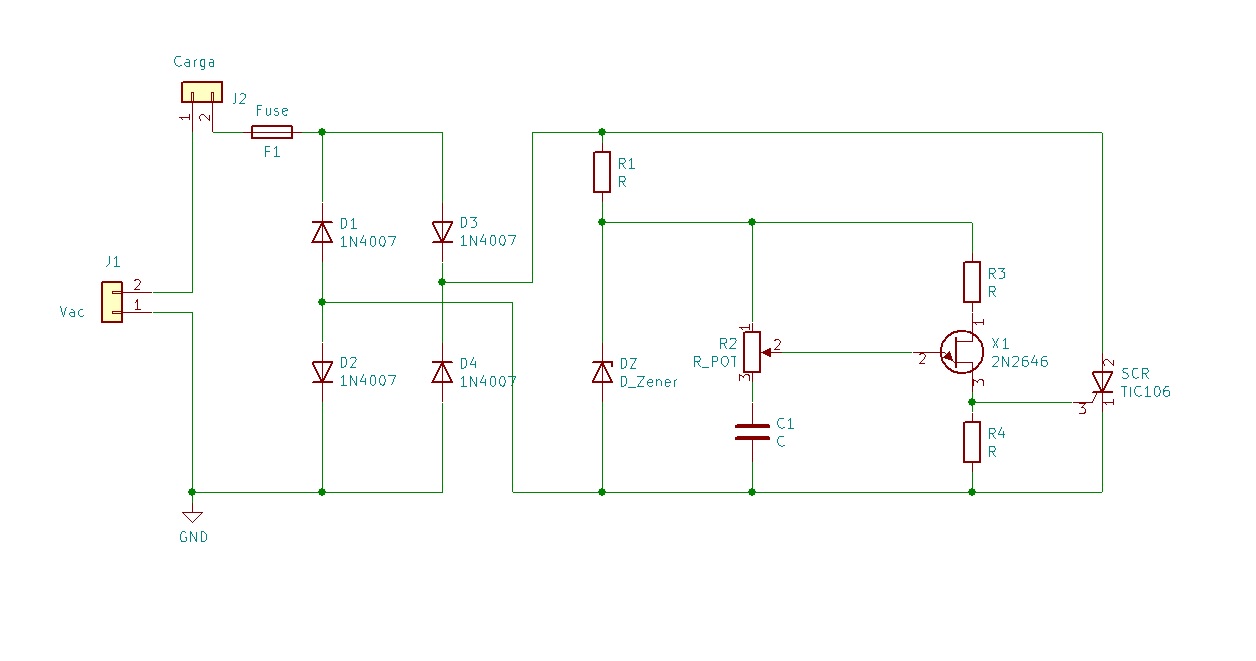 Carga
J2
1
2
Fuse
F1
R1
R
D1
1N4007
D3
1N4007
J1
2
1
Vac
R3
R
1
R2
R_POT
1
2
3
2
X1
2N2646
3
D2
1N4007
D4
1N4007
DZ
D_Zener
2
SCR
TIC106
1
3
C1
C
R4
R
GND